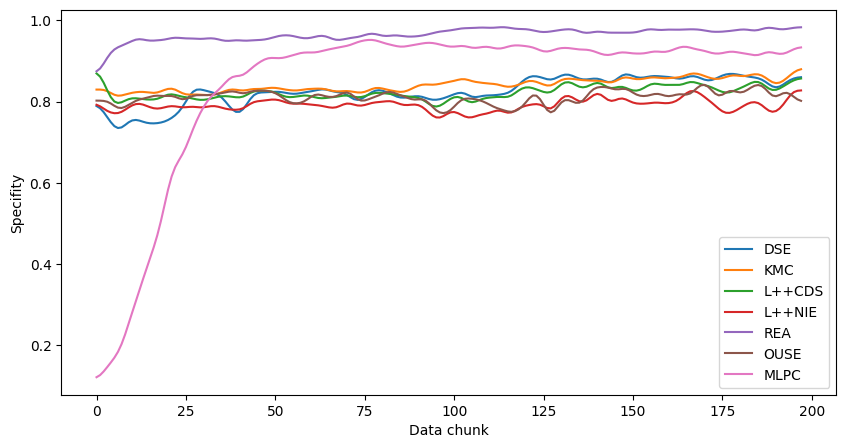 1.0
0.8
0.6
0.4
0.2
Specifity
0
25
50
75
100
125
150
175
200
Data chunk
DSE
KMC
L++CDS
L++NIE
REA
OUSE
MLPC